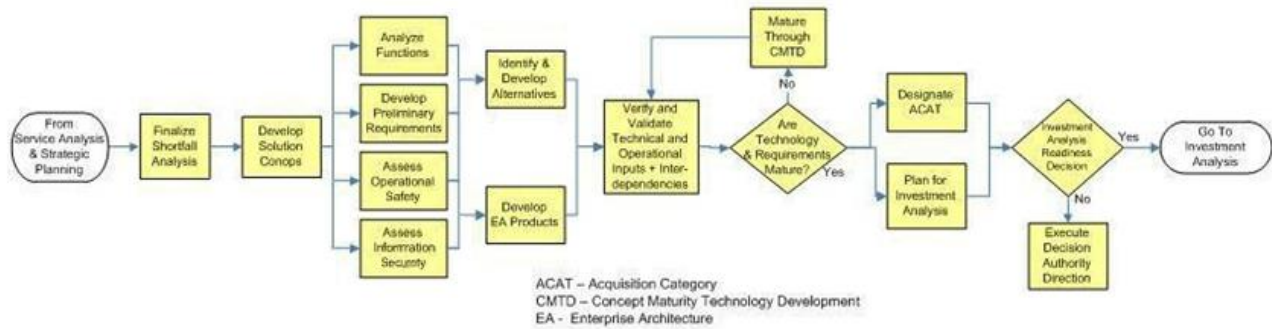 From
Service Analysis
& Strategic
Planning
Finalize
Shortfall
Analysis
Develop
Solution
Conops
Analyze
Functions
Develop
Preliminary
Requirements
Assess
Operational
Safety
Assess
Information
Security
Identify &
Develop
Alternatives
Develop
EA Products
Verify and
Validate
Technical and
Operational
Inputs + Inter-
dependencies
Mature
Through
CMTD
No
Are
Technology
& Requirements
Mature?
Yes
Designate
ACAT
Plan for
Investment
Analysis
Investment
Analysis
Readiness
Decision
Yes
No
Execute
Decision
Authority
Direction
Go To
Investment
Analysis
ACAT – Acquisition Category
CMTD – Concept Maturity Technology Development
EA - Enterprise Architecture